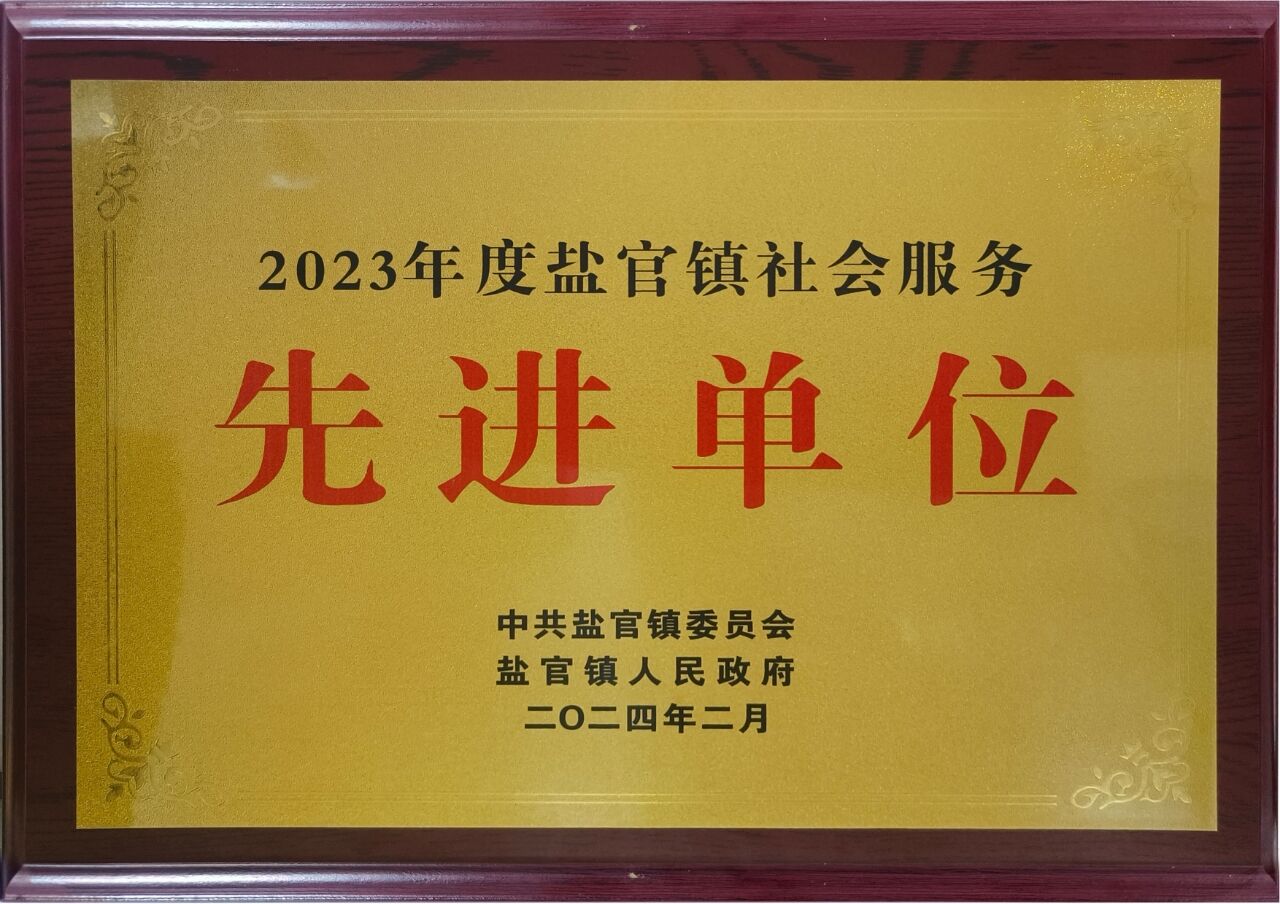 2023年度盐官镇社会服务
先进单位
中共盐官镇委员会
盐官镇人民政府
二〇二四年二月